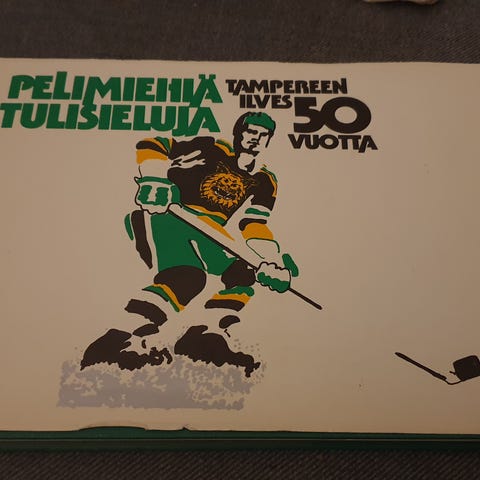 PELIMIEHIÄ
TULISIELUJA
TAMPEREEN
ILVES 50
VUOTTA